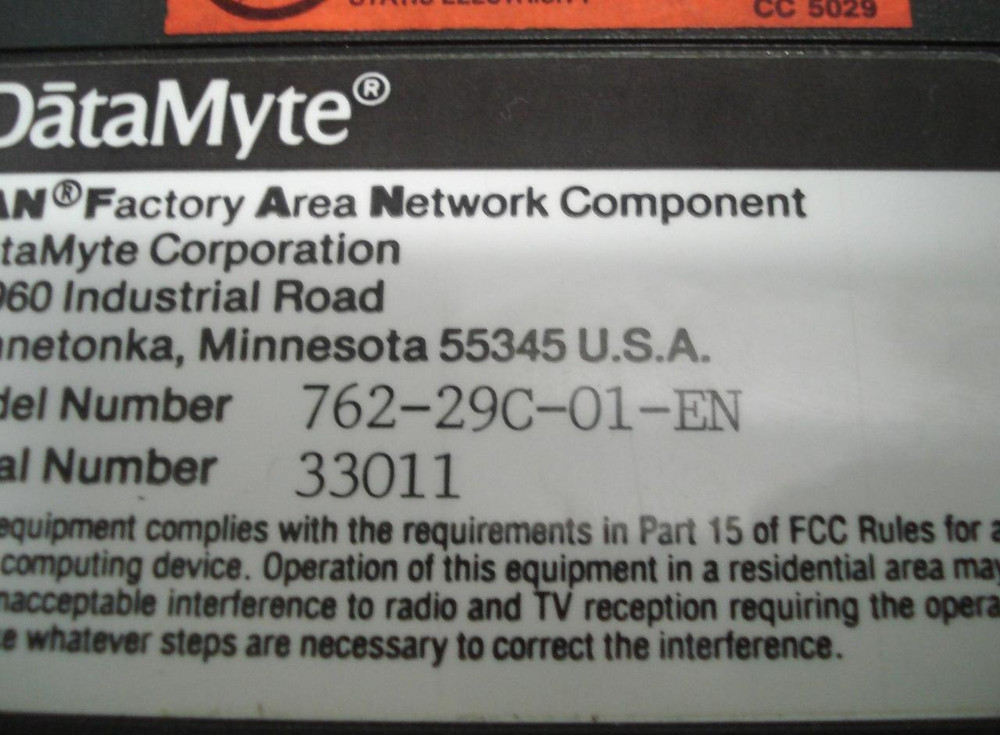 CC 5029
DātaMyte®
AN® Factory Area Network Component
taMyte Corporation
960 Industrial Road
nnetonka, Minnesota 55345 U.S.A.
del Number 762-29C-01-EN
al Number 33011
equipment complies with the requirements in Part 15 of FCC Rules for a
computing device. Operation of this equipment in a residential area may
nacceptable interference to radio and TV reception requiring the opera
e whatever steps are necessary to correct the interference.